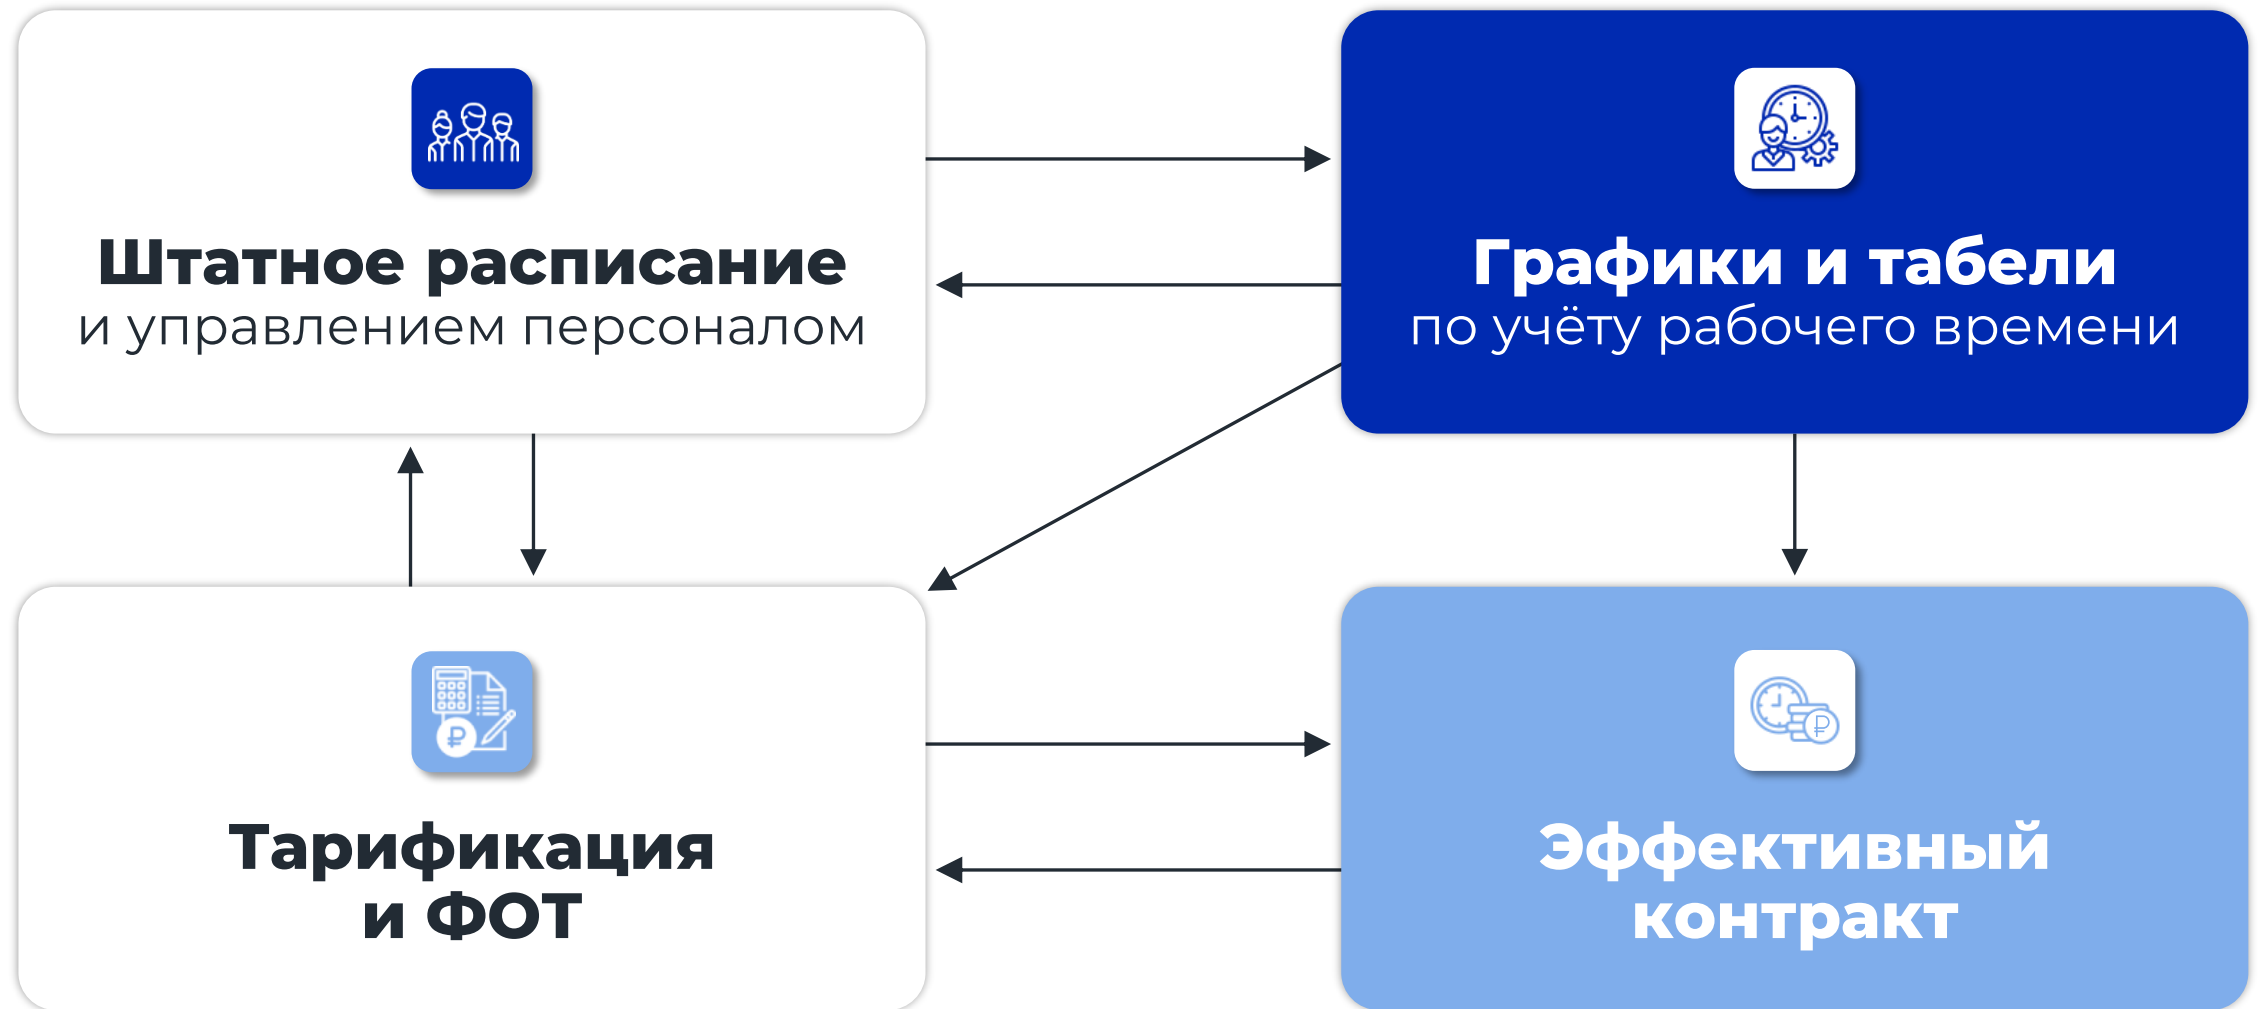 Штатное расписание
и управлением персоналом
Графики и табели
по учёту рабочего времени
Тарификация
и ФОТ
Эффективный
контракт